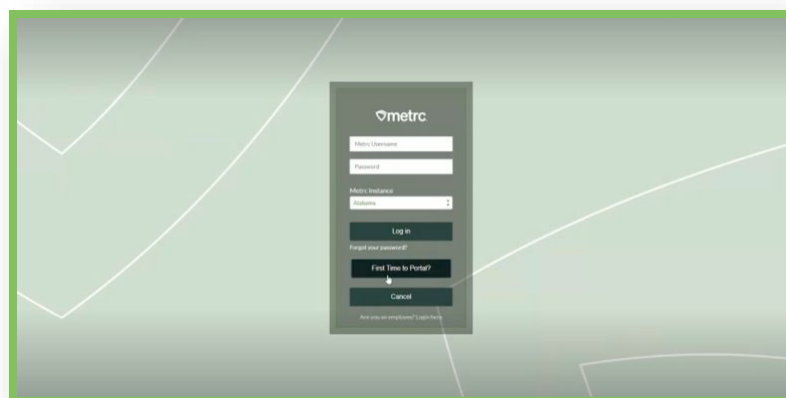 metrc
Metrc Username
Password
Metrc Instance
Alabama
Log in
Forgot your password?
First Time to Portal?
Cancel
Are you an employee? Login here